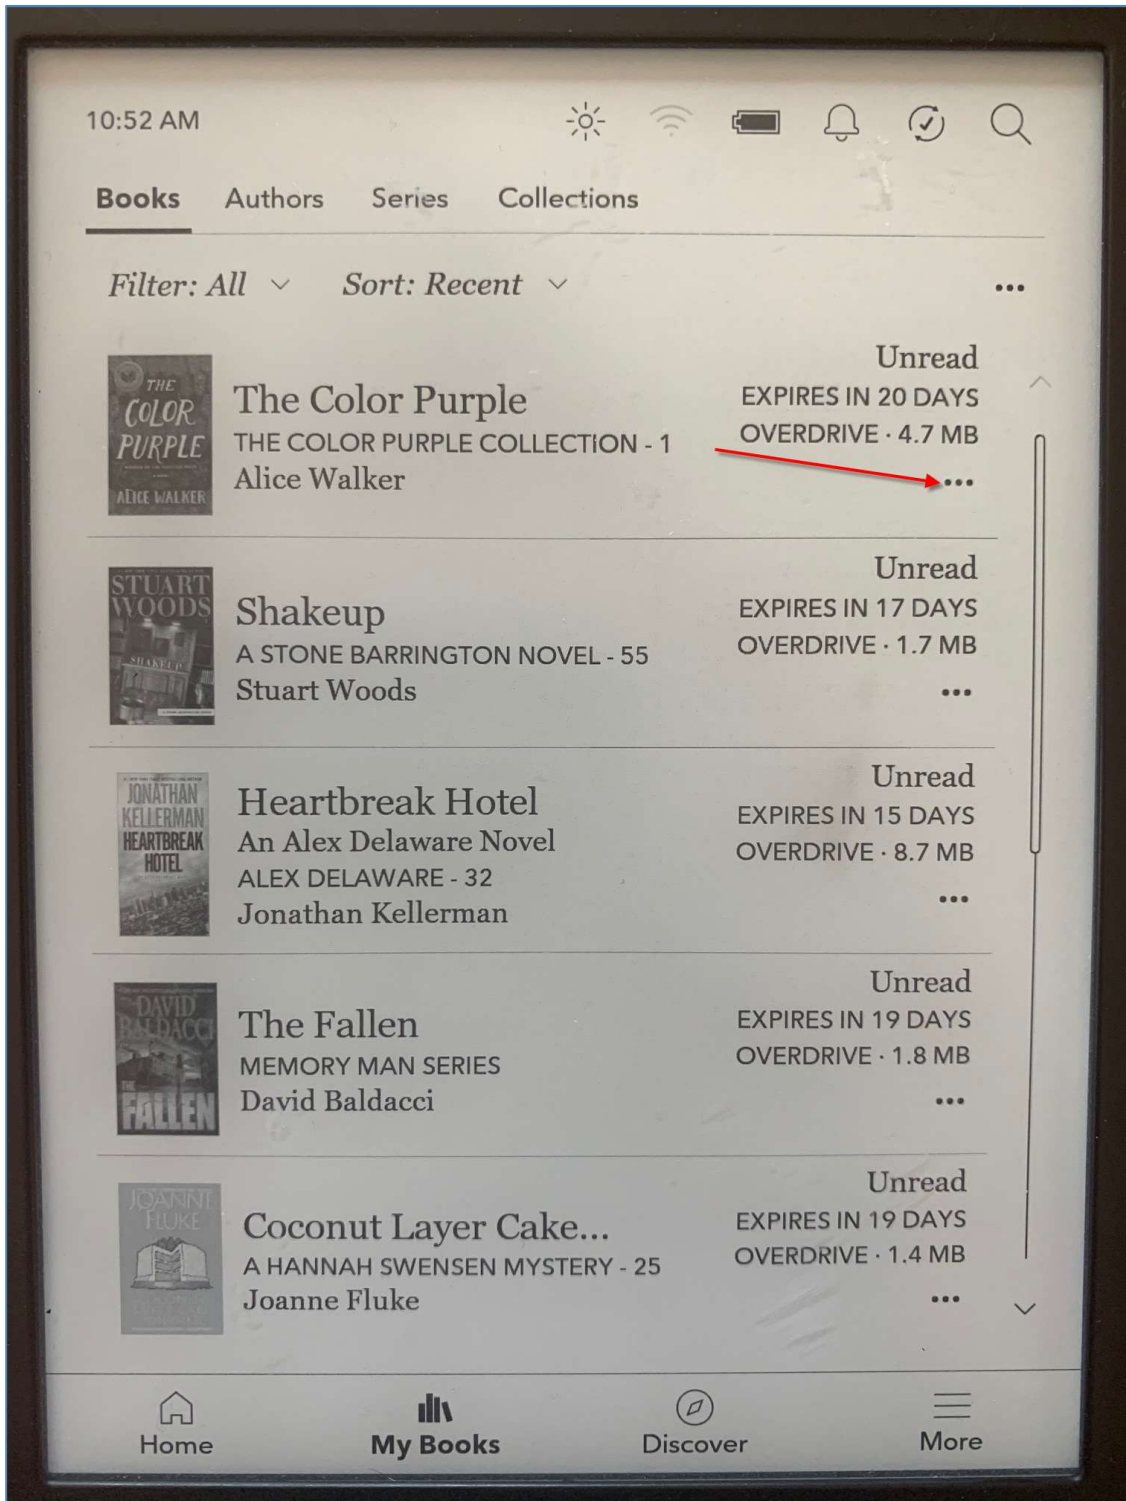 10:52 AM
Books Authors Series Collections
Filter: All Sort: Recent
THE
COLOR
PURPLE
ALICE WALKER
The Color Purple
THE COLOR PURPLE COLLECTION - 1
Alice Walker
Unread
EXPIRES IN 20 DAYS
OVERDRIVE · 4.7 MB
STUART
WOODS
SHAKEUP
Shakeup
A STONE BARRINGTON NOVEL - 55
Stuart Woods
Unread
EXPIRES IN 17 DAYS
OVERDRIVE · 1.7 MB
JONATHAN
KELLERMAN
HEARTBREAK
HOTEL
Heartbreak Hotel
An Alex Delaware Novel
ALEX DELAWARE - 32
Jonathan Kellerman
Unread
EXPIRES IN 15 DAYS
OVERDRIVE · 8.7 MB
DAVID
BALDACCI
THE
FALLEN
The Fallen
MEMORY MAN SERIES
David Baldacci
Unread
EXPIRES IN 19 DAYS
OVERDRIVE · 1.8 MB
JOANNE
FLUKE
Coconut Layer Cake...
A HANNAH SWENSEN MYSTERY - 25
Joanne Fluke
Unread
EXPIRES IN 19 DAYS
OVERDRIVE · 1.4 MB
Home My Books Discover More